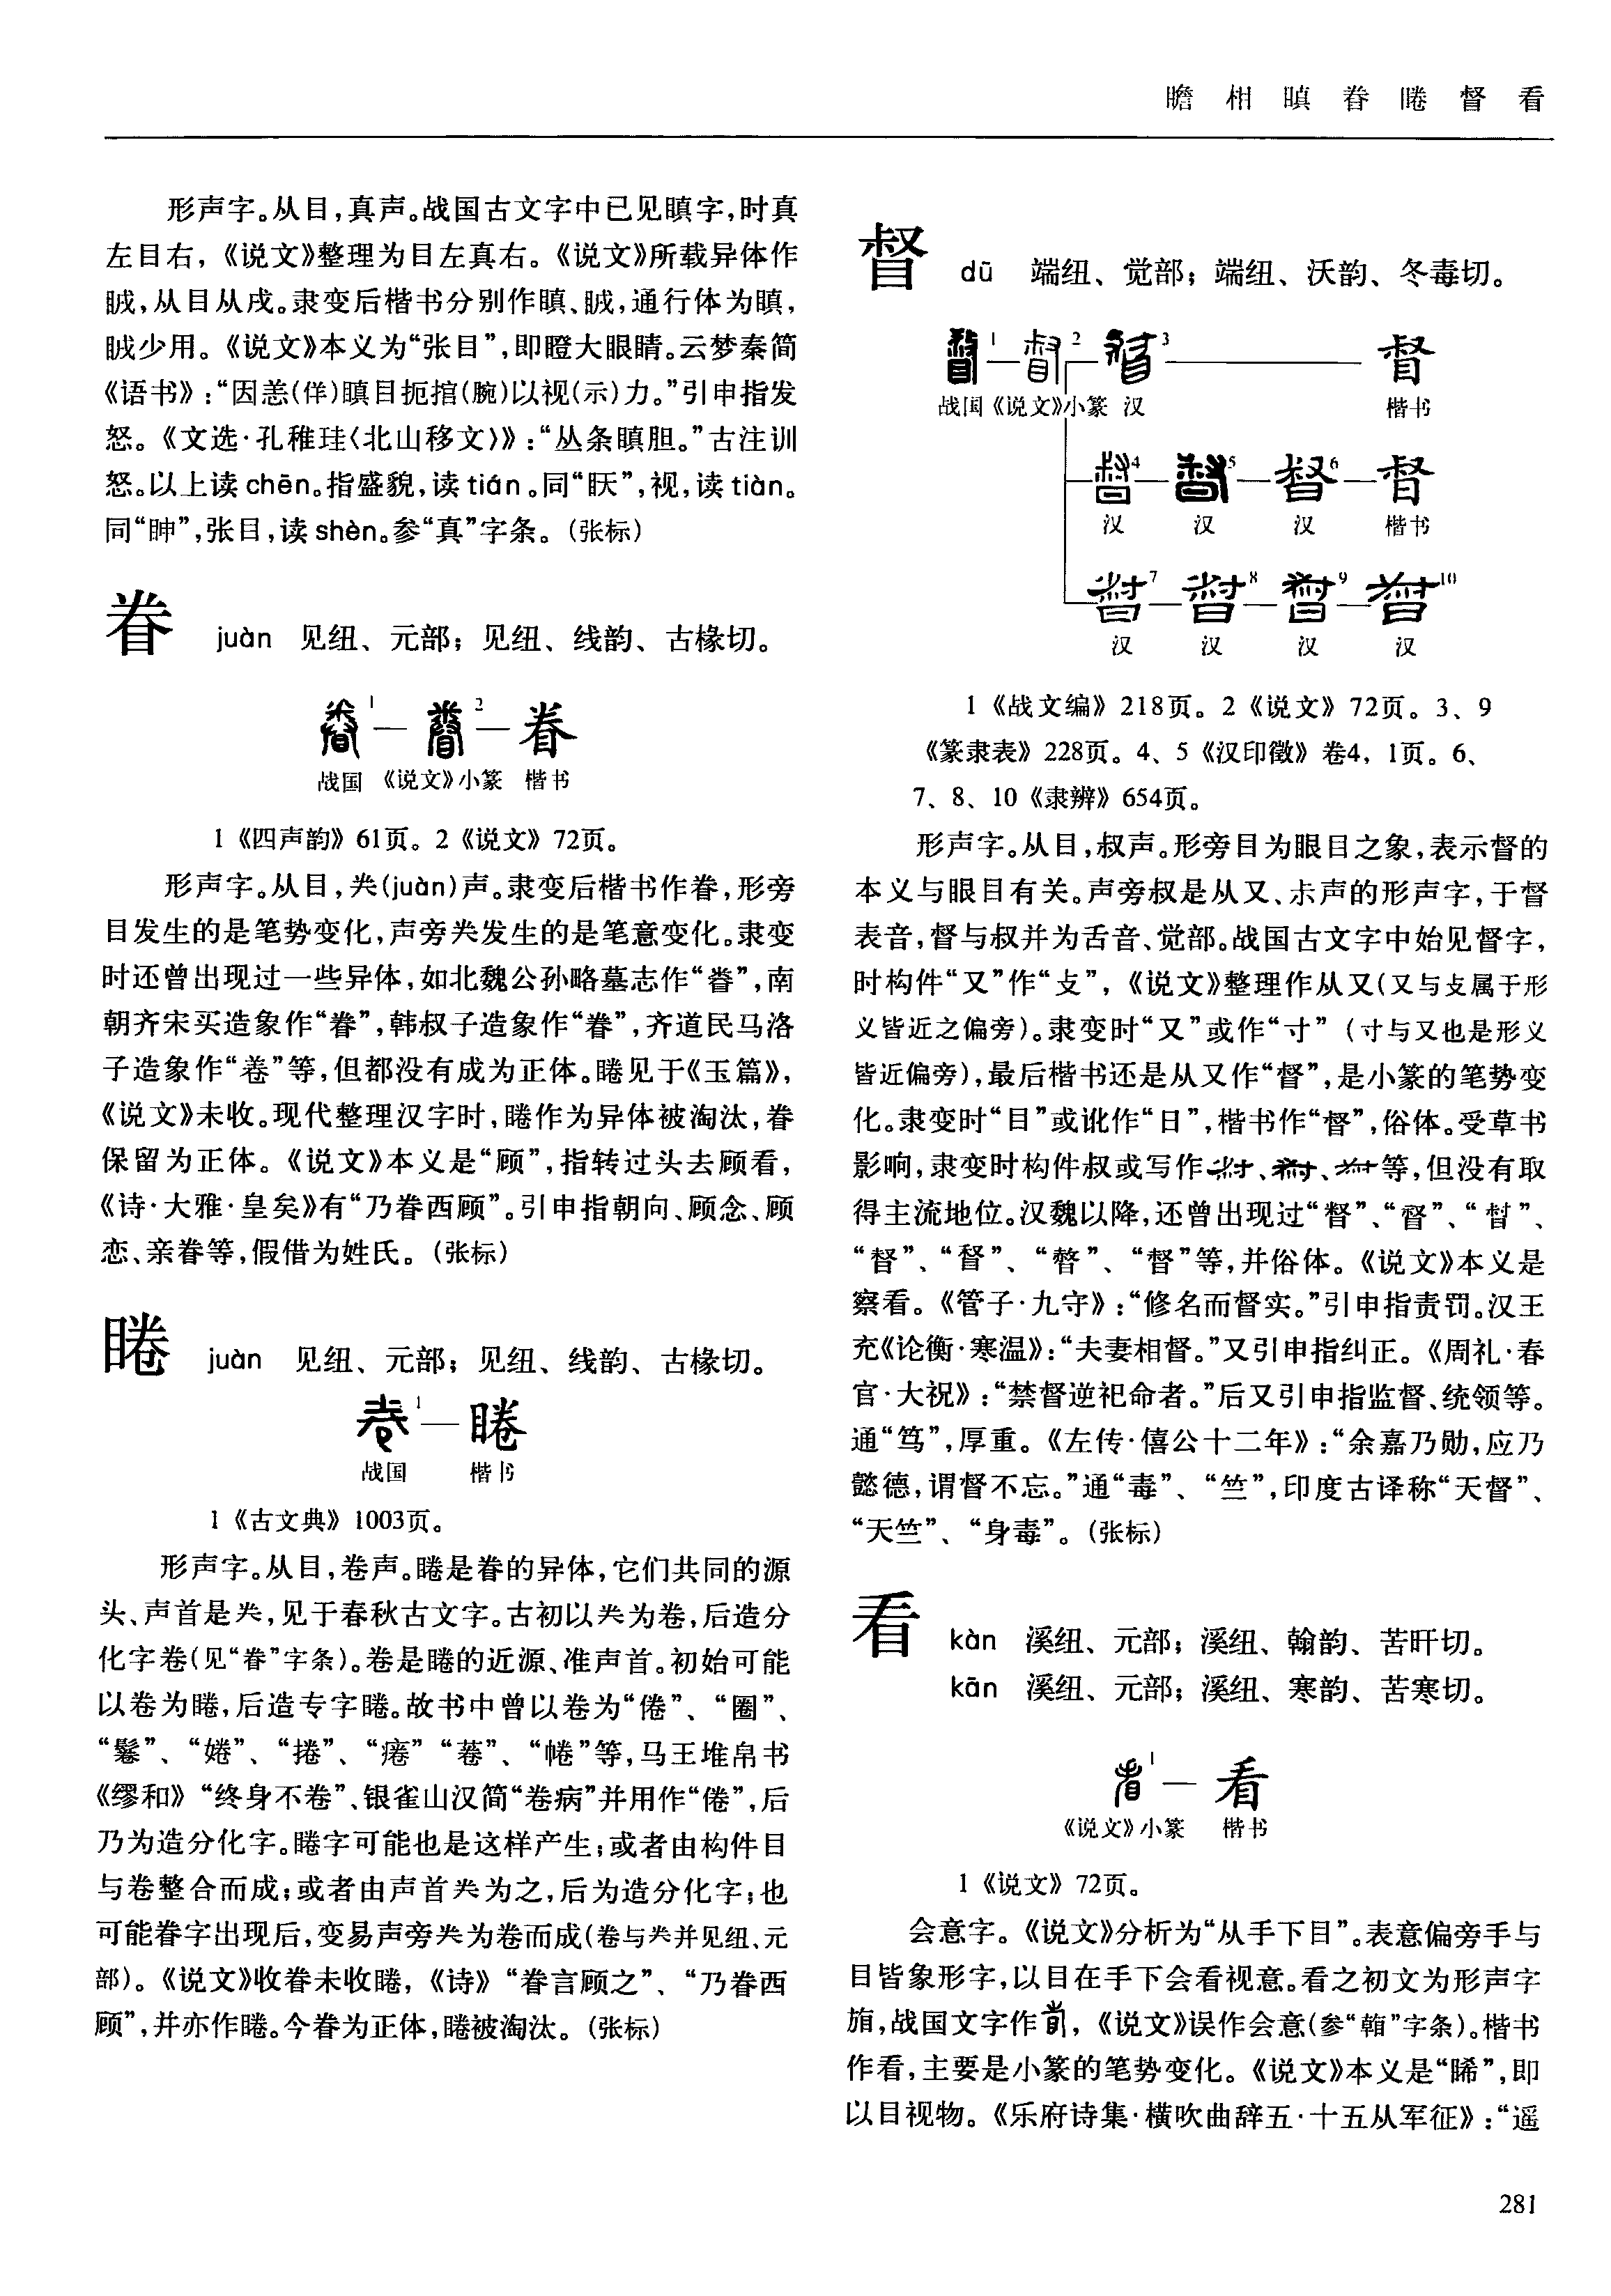 瞻 相 瞋 眷 睠 督 看
形声字。从目，真声。战国古文字中已见瞋字，时真
左目右，《说文》整理为目左真右。《说文》所载异体作
䀏，从目从戌。隶变后楷书分别作瞋、䀏，通行体为瞋，
䀏少用。《说文》本义为“张目”，即瞪大眼睛。云梦秦简
《语书》：“因恙(佯)瞋目扼捾(腕)以视(示)力。”引申指发
怒。《文选·孔稚珪〈北山移文〉》：“丛条瞋胆。”古注训
怒。以上读chēn。指盛貌，读tián。同“䀖”，视，读tiàn。
同“眒”，张目，读shèn。参“真”字条。(张标)
眷 juàn 见纽、元部；见纽、线韵、古椽切。
1 — 2 — 眷
战国 《说文》小篆 楷书
1《四声韵》61页。2《说文》72页。
形声字。从目，龹(juàn)声。隶变后楷书作眷，形旁
目发生的是笔势变化，声旁龹发生的是笔意变化。隶变
时还曾出现过一些异体，如北魏公孙略墓志作“”，南
朝齐宋买造象作“”，韩叔子造象作“”，齐道民马洛
子造象作“”等，但都没有成为正体。睠见于《玉篇》，
《说文》未收。现代整理汉字时，睠作为异体被淘汰，眷
保留为正体。《说文》本义是“顾”，指转过头去顾看，
《诗·大雅·皇矣》有“乃眷西顾”。引申指朝向、顾念、顾
恋、亲眷等，假借为姓氏。(张标)
睠 juàn 见纽、元部；见纽、线韵、古椽切。
1 — 睠
战国 楷书
1《古文典》1003页。
形声字。从目，卷声。睠是眷的异体，它们共同的源
头、声首是龹，见于春秋古文字。古初以龹为卷，后造分
化字卷(见“眷”字条)。卷是睠的近源、准声首。初始可能
以卷为睠，后造专字睠。故书中曾以卷为“倦”、“圈”、
“鬈”、“婘”、“捲”、“瘗”“菤”、“帣”等，马王堆帛书
《缪和》“终身不卷”、银雀山汉简“卷病”并用作“倦”，后
乃为造分化字。睠字可能也是这样产生；或者由构件目
与卷整合而成；或者由声首龹为之，后为造分化字；也
可能眷字出现后，变易声旁龹为卷而成(卷与龹并见纽、元
部)。《说文》收眷未收睠，《诗》“眷言顾之”、“乃眷西
顾”，并亦作睠。今眷为正体，睠被淘汰。(张标)
督 dū 端纽、觉部；端纽、沃韵、冬毒切。
1 — 2 — 3 — 督
战国《说文》小篆 汉 楷书
4 — 5 — 6 — 督
汉 汉 汉 楷书
7 — 8 — 9 — 10
汉 汉 汉 汉
1《战文编》218页。2《说文》72页。3、9
《篆隶表》228页。4、5《汉印徵》卷4，1页。6、
7、8、10《隶辨》654页。
形声字。从目，叔声。形旁目为眼目之象，表示督的
本义与眼目有关。声旁叔是从又、尗声的形声字，于督
表音，督与叔并为舌音、觉部。战国古文字中始见督字，
时构件“又”作“攴”，《说文》整理作从又(又与攴属于形
义皆近之偏旁)。隶变时“又”或作“寸”(寸与又也是形义
皆近偏旁)，最后楷书还是从又作“督”，是小篆的笔势变
化。隶变时“目”或讹作“日”，楷书作“”，俗体。受草书
影响，隶变时构件叔或写作、、等，但没有取
得主流地位。汉魏以降，还曾出现过“”、“”、“”、
“”、“”、“”、“”等，并俗体。《说文》本义是
察看。《管子·九守》：“修名而督实。”引申指责罚。汉王
充《论衡·寒温》：“夫妻相督。”又引申指纠正。《周礼·春
官·大祝》：“禁督逆祀命者。”后又引申指监督、统领等。
通“笃”，厚重。《左传·僖公十二年》：“余嘉乃勋，应乃
懿德，谓督不忘。”通“毒”、“竺”，印度古译称“天督”、
“天竺”、“身毒”。(张标)
看 kàn 溪纽、元部；溪纽、翰韵、苦旰切。
kān 溪纽、元部；溪纽、寒韵、苦寒切。
1 — 看
《说文》小篆 楷书
1《说文》72页。
会意字。《说文》分析为“从手下目”。表意偏旁手与
目皆象形字，以目在手下会看视意。看之初文为形声字
，战国文字作，《说文》误作会意(参“”字条)。楷书
作看，主要是小篆的笔势变化。《说文》本义是“睎”，即
以目视物。《乐府诗集·横吹曲辞五·十五从军征》：“遥
281